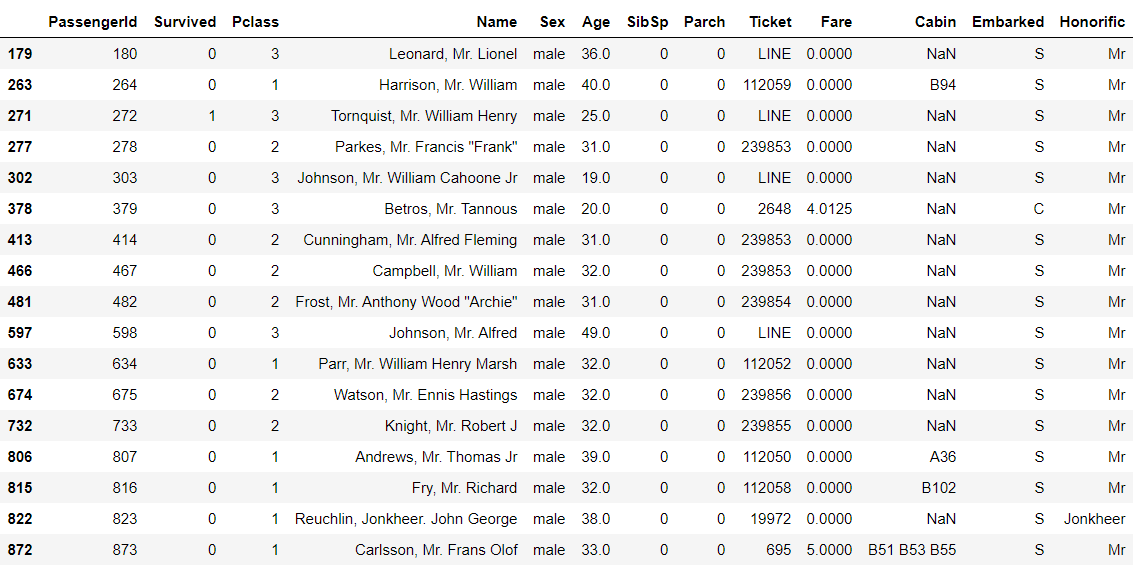 PassengerId Survived Pclass Name Sex Age SibSp Parch Ticket Fare Cabin Embarked Honorific
179 180 0 3 Leonard, Mr. Lionel male 36.0 0 0 LINE 0.0000 NaN S Mr
263 264 0 1 Harrison, Mr. William male 40.0 0 0 112059 0.0000 B94 S Mr
271 272 1 3 Tornquist, Mr. William Henry male 25.0 0 0 LINE 0.0000 NaN S Mr
277 278 0 2 Parkes, Mr. Francis "Frank" male 31.0 0 0 239853 0.0000 NaN S Mr
302 303 0 3 Johnson, Mr. William Cahoone Jr male 19.0 0 0 LINE 0.0000 NaN S Mr
378 379 0 3 Betros, Mr. Tannous male 20.0 0 0 2648 4.0125 NaN C Mr
413 414 0 2 Cunningham, Mr. Alfred Fleming male 31.0 0 0 239853 0.0000 NaN S Mr
466 467 0 2 Campbell, Mr. William male 32.0 0 0 239853 0.0000 NaN S Mr
481 482 0 2 Frost, Mr. Anthony Wood "Archie" male 31.0 0 0 239854 0.0000 NaN S Mr
597 598 0 3 Johnson, Mr. Alfred male 49.0 0 0 LINE 0.0000 NaN S Mr
633 634 0 1 Parr, Mr. William Henry Marsh male 32.0 0 0 112052 0.0000 NaN S Mr
674 675 0 2 Watson, Mr. Ennis Hastings male 32.0 0 0 239856 0.0000 NaN S Mr
732 733 0 2 Knight, Mr. Robert J male 32.0 0 0 239855 0.0000 NaN S Mr
806 807 0 1 Andrews, Mr. Thomas Jr male 39.0 0 0 112050 0.0000 A36 S Mr
815 816 0 1 Fry, Mr. Richard male 32.0 0 0 112058 0.0000 B102 S Mr
822 823 0 1 Reuchlin, Jonkheer. John George male 38.0 0 0 19972 0.0000 NaN S Jonkheer
872 873 0 1 Carlsson, Mr. Frans Olof male 33.0 0 0 695 5.0000 B51 B53 B55 S Mr